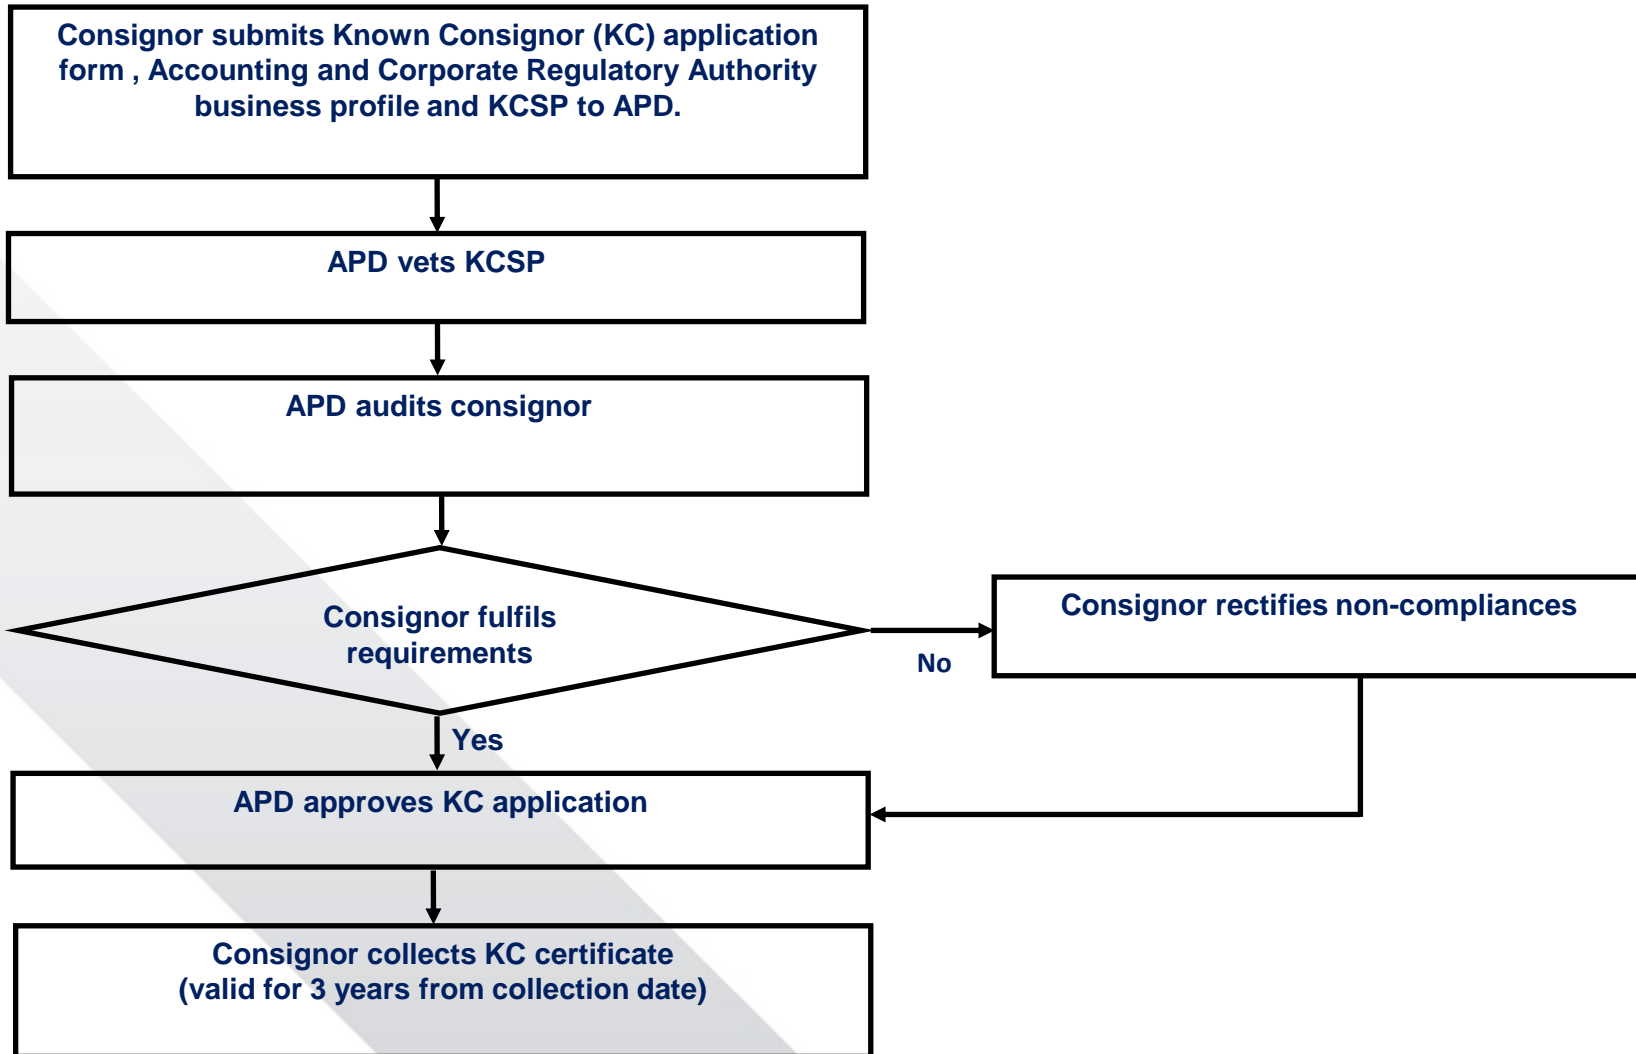 Consignor submits Known Consignor (KC) application
form , Accounting and Corporate Regulatory Authority
business profile and KCSP to APD.
APD vets KCSP
APD audits consignor
Consignor fulfils
requirements
No
Consignor rectifies non-compliances
Yes
APD approves KC application
Consignor collects KC certificate
(valid for 3 years from collection date)